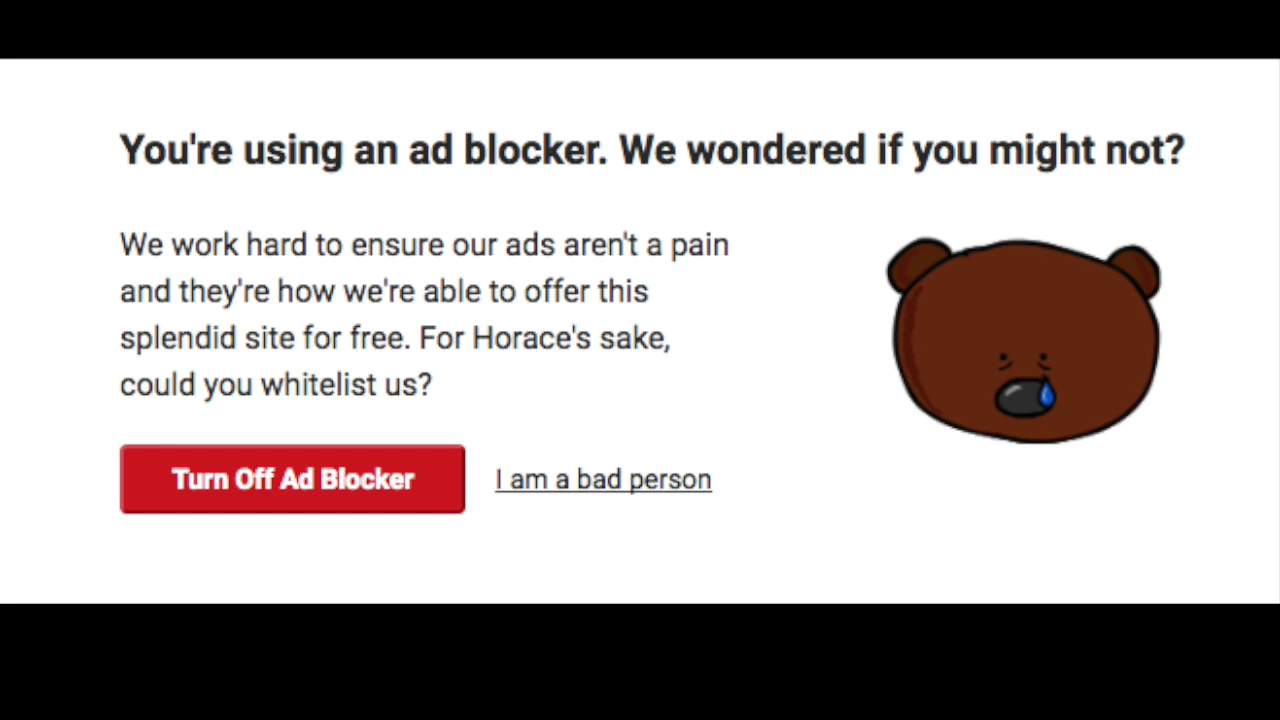 You're using an ad blocker. We wondered if you might not?
We work hard to ensure our ads aren't a pain
and they're how we're able to offer this
splendid site for free. For Horace's sake,
could you whitelist us?
Turn Off Ad Blocker
I am a bad person